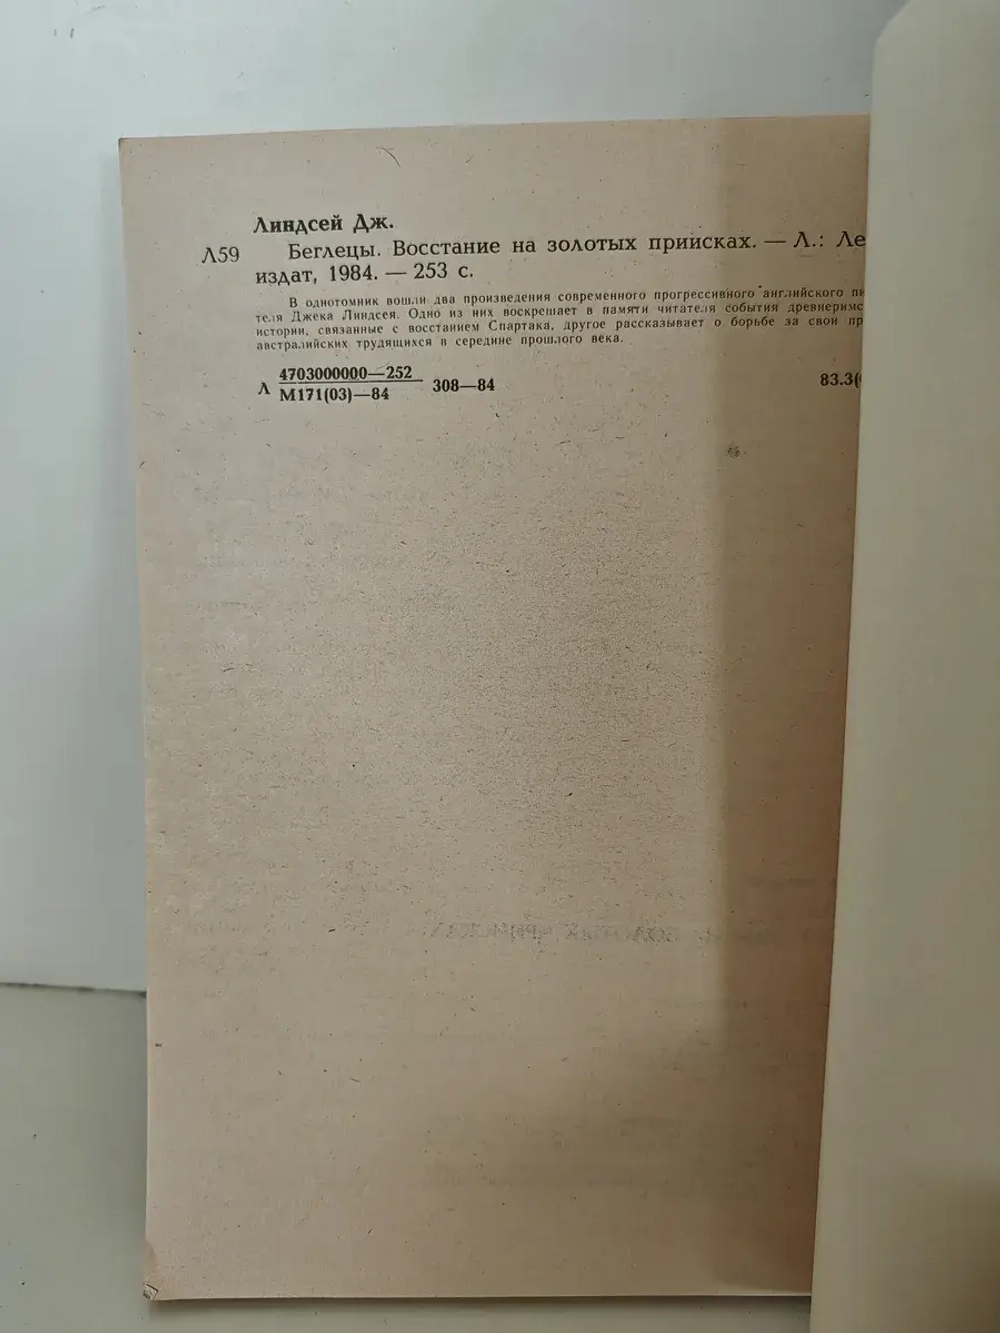 Линдсей Дж.
Л59 Беглецы. Восстание на золотых приисках. — Л.: Ле
издат, 1984. — 253 с.
В однотомник вошли два произведения современного прогрессивного английского пи
теля Джека Линдсея. Одно из них воскрешает в памяти читателя события древнеримс
истории, связанные с восстанием Спартака, другое рассказывает о борьбе за свои пр
австралийских трудящихся в середине прошлого века.
Л 4703000000—252 308—84 83.3(
М171(03)—84